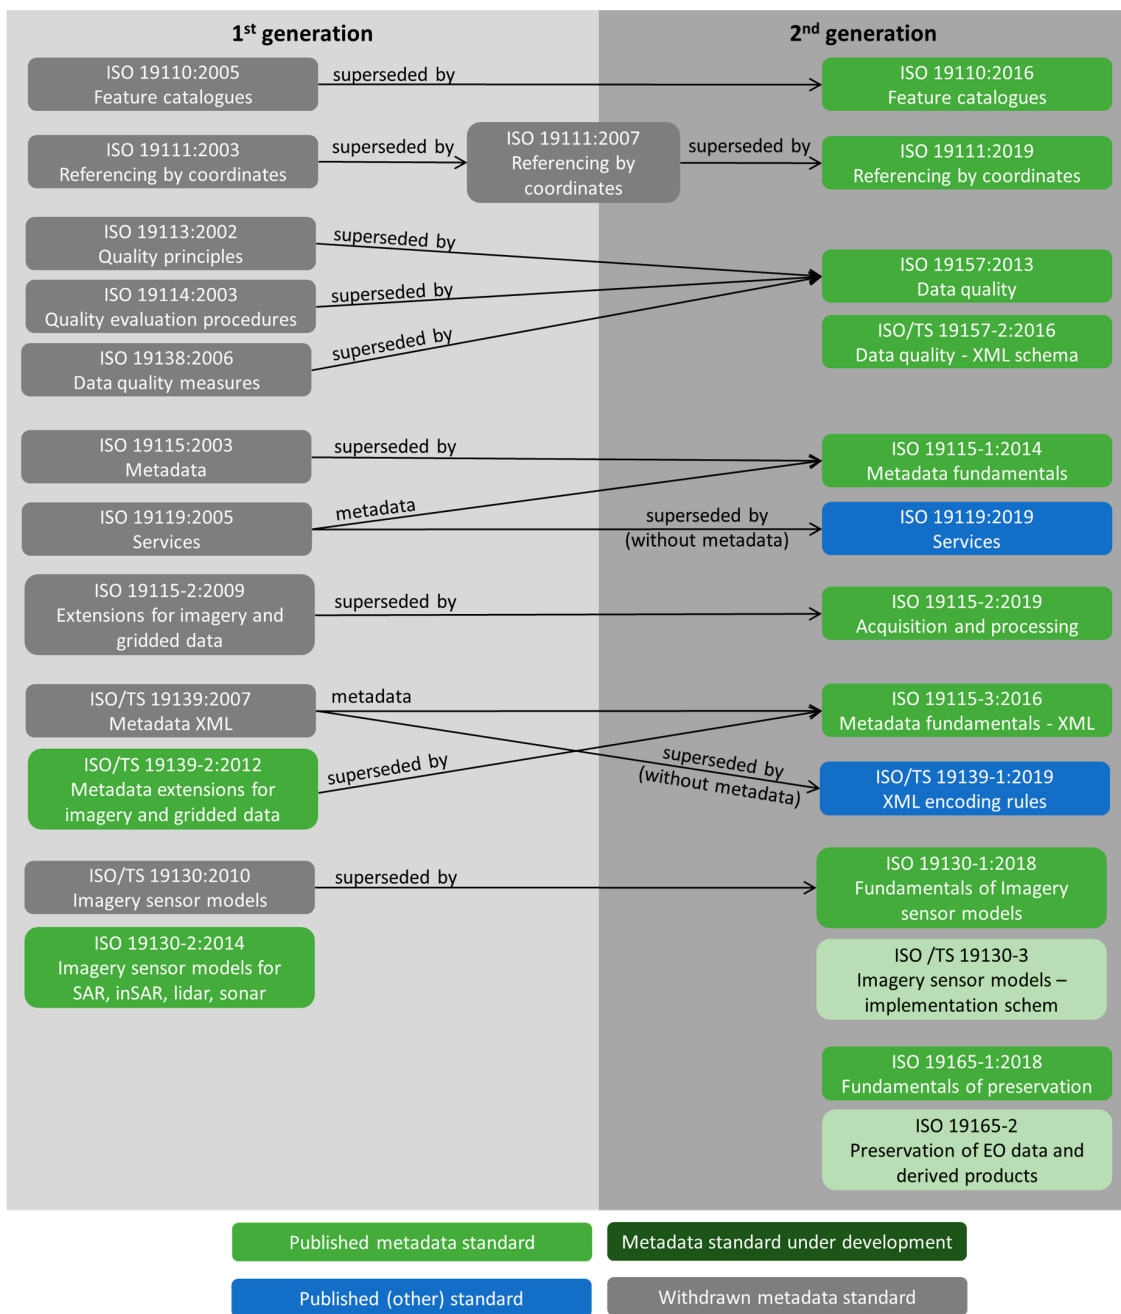 1st generation
2nd generation
ISO 19110:2005
Feature catalogues
superseded by
ISO 19110:2016
Feature catalogues
ISO 19111:2003
Referencing by coordinates
superseded by
ISO 19111:2007
Referencing by
coordinates
superseded by
ISO 19111:2019
Referencing by coordinates
ISO 19113:2002
Quality principles
superseded by
ISO 19114:2003
Quality evaluation procedures
superseded by
ISO 19138:2006
Data quality measures
superseded by
ISO 19157:2013
Data quality
ISO/TS 19157-2:2016
Data quality - XML schema
ISO 19115:2003
Metadata
superseded by
ISO 19115-1:2014
Metadata fundamentals
ISO 19119:2005
Services
metadata
superseded by
(without metadata)
ISO 19119:2019
Services
ISO 19115-2:2009
Extensions for imagery and
gridded data
superseded by
ISO 19115-2:2019
Acquisition and processing
ISO/TS 19139:2007
Metadata XML
metadata
ISO 19115-3:2016
Metadata fundamentals - XML
ISO/TS 19139-2:2012
Metadata extensions for
imagery and gridded data
superseded by
superseded by
(without metadata)
ISO/TS 19139-1:2019
XML encoding rules
ISO/TS 19130:2010
Imagery sensor models
superseded by
ISO 19130-1:2018
Fundamentals of Imagery
sensor models
ISO 19130-2:2014
Imagery sensor models for
SAR, inSAR, lidar, sonar
ISO /TS 19130-3
Imagery sensor models –
implementation schem
ISO 19165-1:2018
Fundamentals of preservation
ISO 19165-2
Preservation of EO data and
derived products
Published metadata standard
Metadata standard under development
Published (other) standard
Withdrawn metadata standard